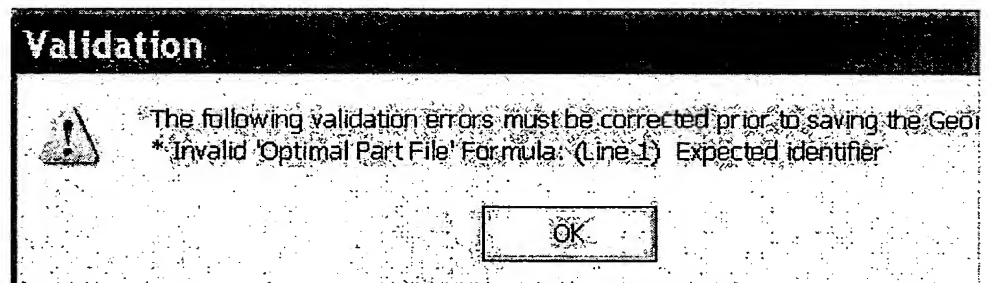 Validation
The following validation errors must be corrected prior to saving the
* Invalid 'Optimal Part File' Formula: (Line 1) Expected identifier
OK